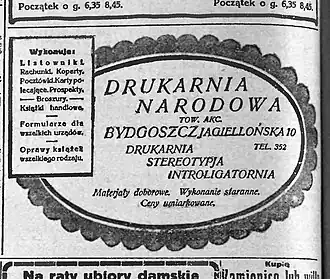 Początek o g. 6,35 8,45.
Początek o g. 6,35 8,45.
Wykonuje:
Listowniki,
Rachunki, Koperty,
Pocztówki, Karty po-
lecające, Prospekty,
Broszury,
Książki handlowe,
Formularze dla
wszelkich urzędów,
Oprawy książek
wszelkiego rodzaju.
DRUKARNIA
NARODOWA
TOW. AKC.
BYDGOSZCZ JAGIELLOŃSKA 10
DRUKARNIA TEL. 352
STEREOTYPJA
INTROLIGATORNIA
Materjały doborowe. Wykonanie staranne.
Ceny umiarkowane.
Na raty ubiory damskie
Kupię
Kamienicę lub